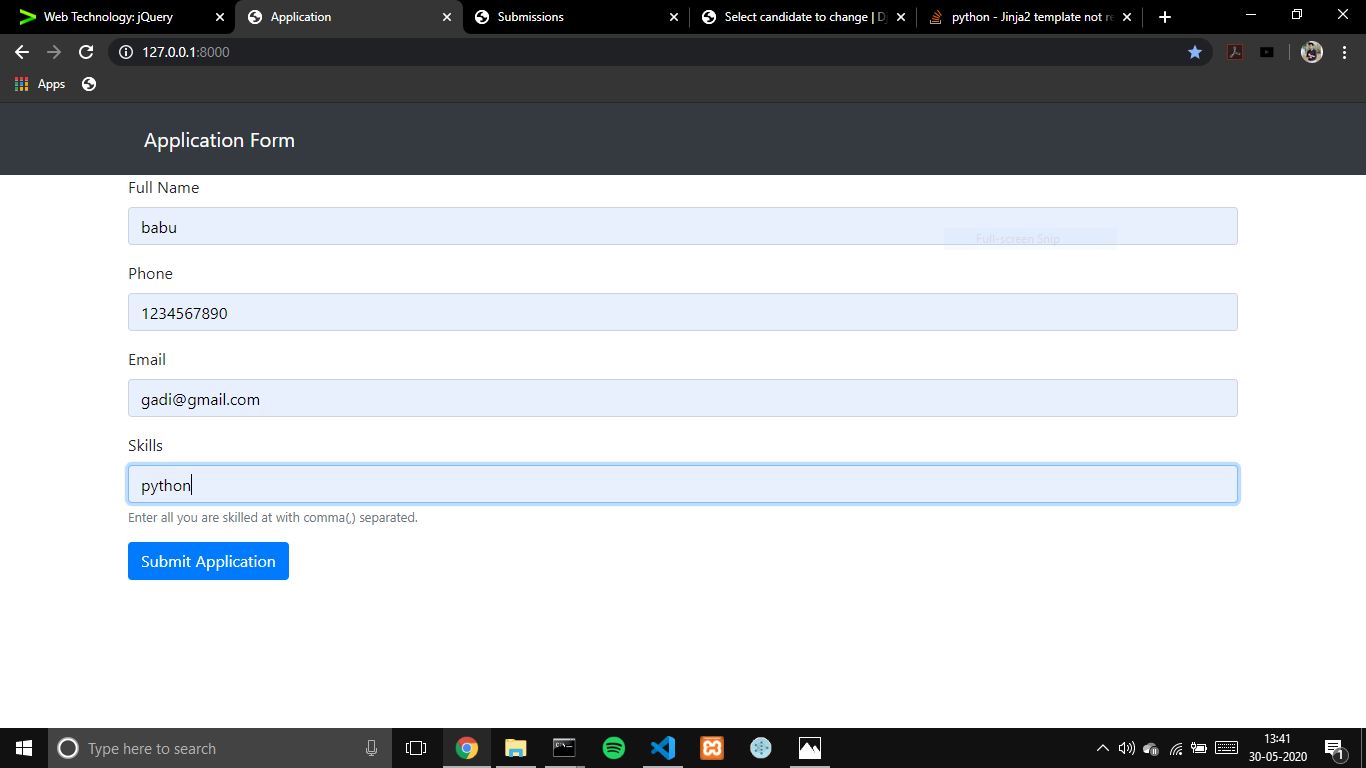 Web Technology: jQuery
Application
Submissions
Select candidate to change | Dj
python - Jinja2 template not re
127.0.0.1:8000
Apps
Application Form
Full Name
babu
Full-screen Snip
Phone
1234567890
Email
gadi@gmail.com
Skills
python
Enter all you are skilled at with comma(,) separated.
Submit Application
Type here to search
13:41
30-05-2020
1